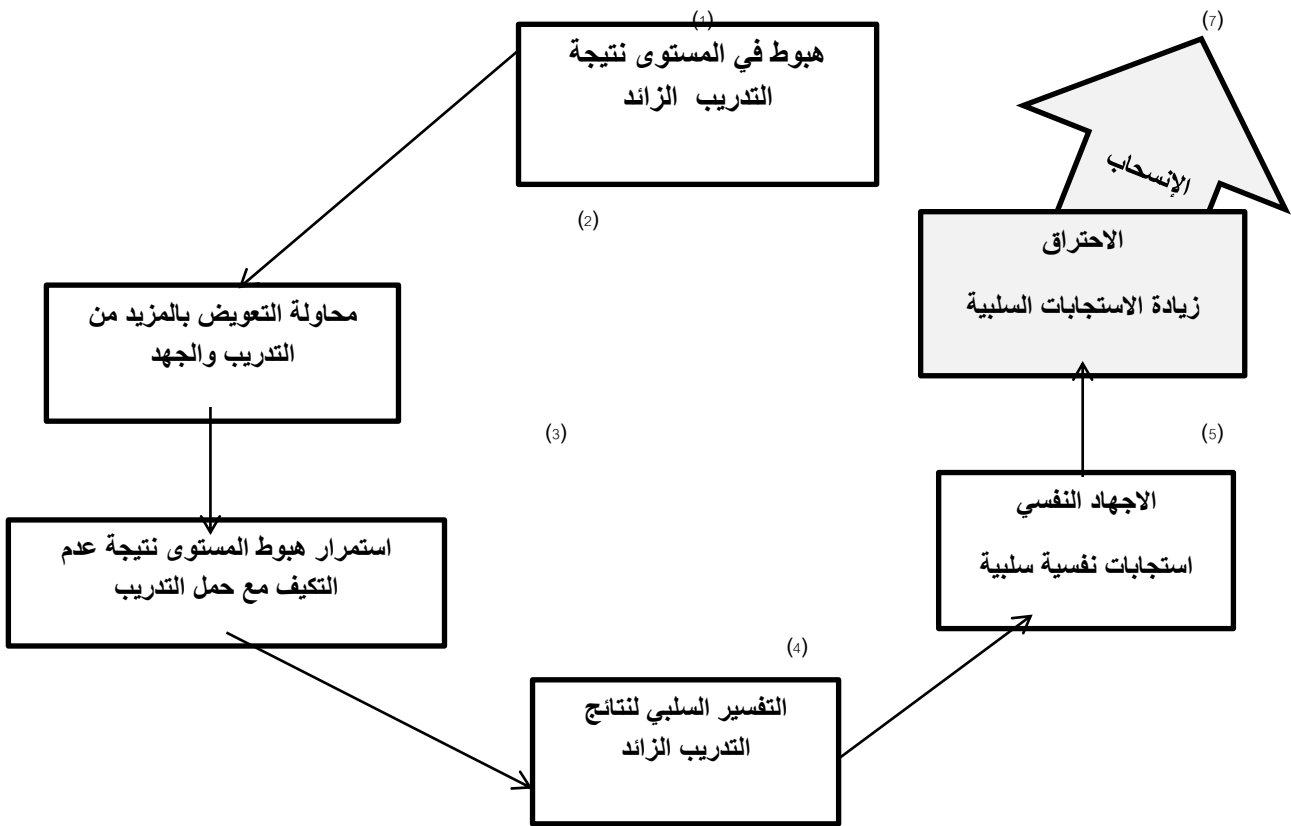 (1)
هبوط في المستوى نتيجة
التدريب الزائد
(2)
محاولة التعويض بالمزيد من
التدريب والجهد
(3)
استمرار هبوط المستوى نتيجة عدم
التكيف مع حمل التدريب
(4)
التفسير السلبي لنتائج
التدريب الزائد
(5)
الاجهاد النفسي
استجابات نفسية سلبية
الاحتراق
زيادة الاستجابات السلبية
(7)
الإنسحاب